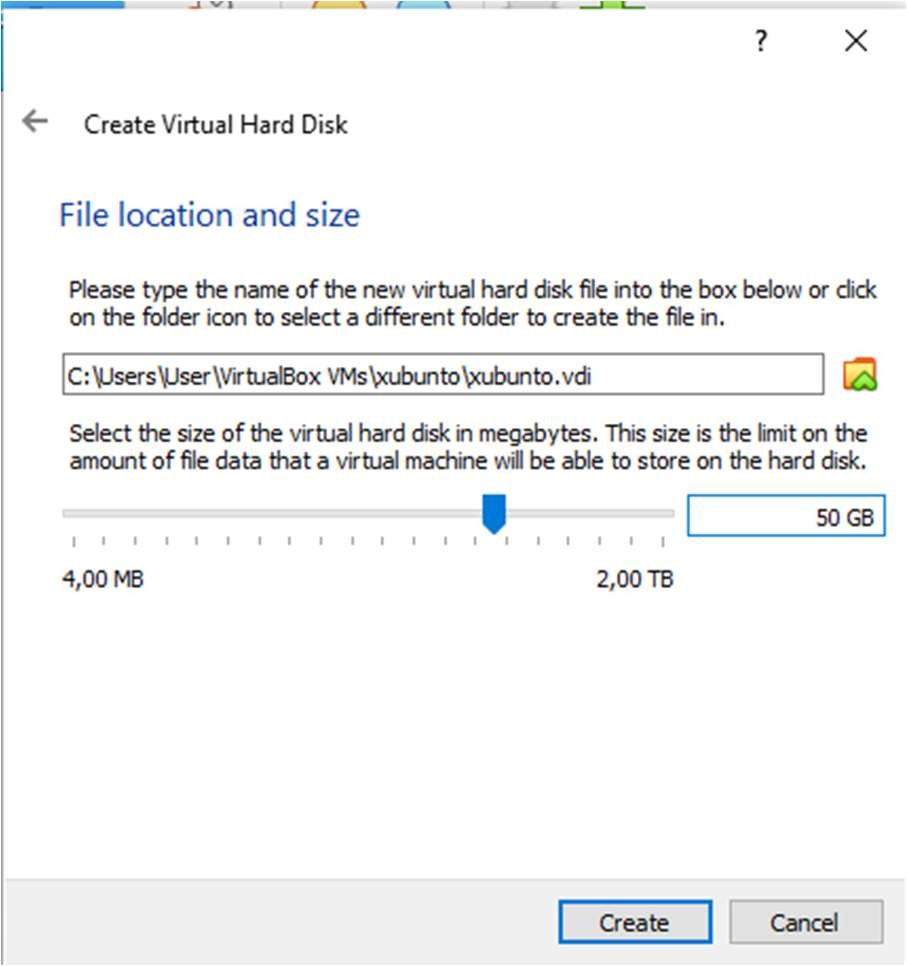 ?
Create Virtual Hard Disk
File location and size
Please type the name of the new virtual hard disk file into the box below or click
on the folder icon to select a different folder to create the file in.
C:\Users\User\VirtualBox VMs\xubunto\xubunto.vdi
Select the size of the virtual hard disk in megabytes. This size is the limit on the
amount of file data that a virtual machine will be able to store on the hard disk.
50 GB
4,00 MB 2,00 TB
Create Cancel